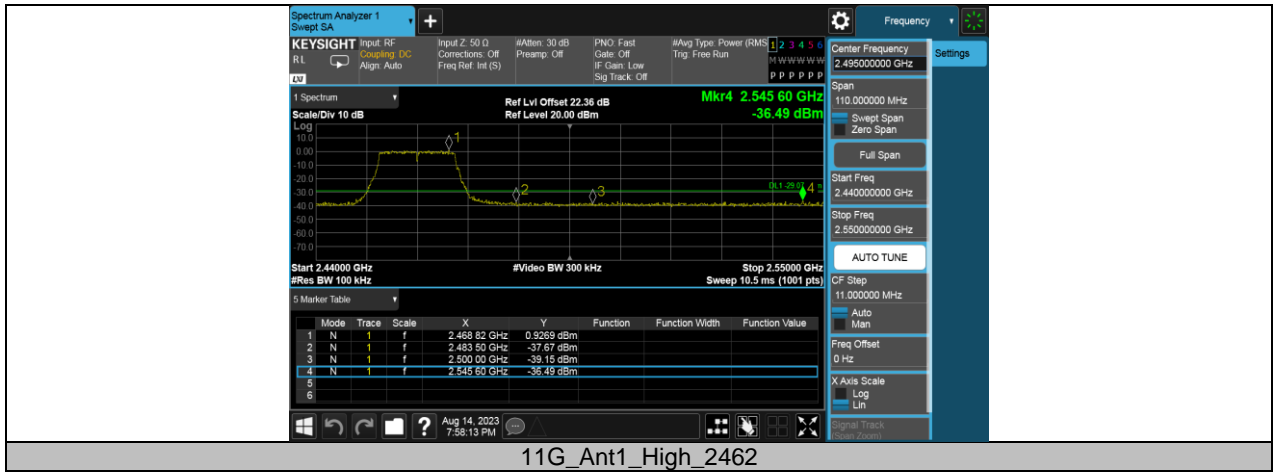 Spectrum Analyzer 1
Swept SA
Frequency
KEYSIGHT
RL
LXI
Input: RF
Coupling: DC
Align: Auto
Input Z: 50 Ω
Corrections: Off
Freq Ref: Int (S)
#Atten: 30 dB
Preamp: Off
PNO: Fast
Gate: Off
IF Gain: Low
Sig Track: Off
#Avg Type: Power (RMS
Trig: Free Run
1 2 3 4 5 6
M W W W W W
P P P P P P
1 Spectrum
Scale/Div 10 dB
Ref Lvl Offset 22.36 dB
Ref Level 20.00 dBm
Mkr4 2.545 60 GHz
-36.49 dBm
Log
10.0
0.00
-10.0
-20.0
-30.0
-40.0
-50.0
-60.0
-70.0
1
2
3
4
DL1 -29.07
Start 2.44000 GHz
#Res BW 100 kHz
#Video BW 300 kHz
Stop 2.55000 GHz
Sweep 10.5 ms (1001 pts)
5 Marker Table
Mode Trace Scale X Y Function Function Width Function Value
1 N 1 f 2.468 82 GHz 0.9269 dBm
2 N 1 f 2.483 50 GHz -37.67 dBm
3 N 1 f 2.500 00 GHz -39.15 dBm
4 N 1 f 2.545 60 GHz -36.49 dBm
5
6
Aug 14, 2023
7:58:13 PM
Settings
Center Frequency
2.495000000 GHz
Span
110.000000 MHz
Swept Span
Zero Span
Full Span
Start Freq
2.440000000 GHz
Stop Freq
2.550000000 GHz
AUTO TUNE
CF Step
11.000000 MHz
Auto
Man
Freq Offset
0 Hz
X Axis Scale
Log
Lin
Signal Track
(Span Zoom)
11G_Ant1_High_2462